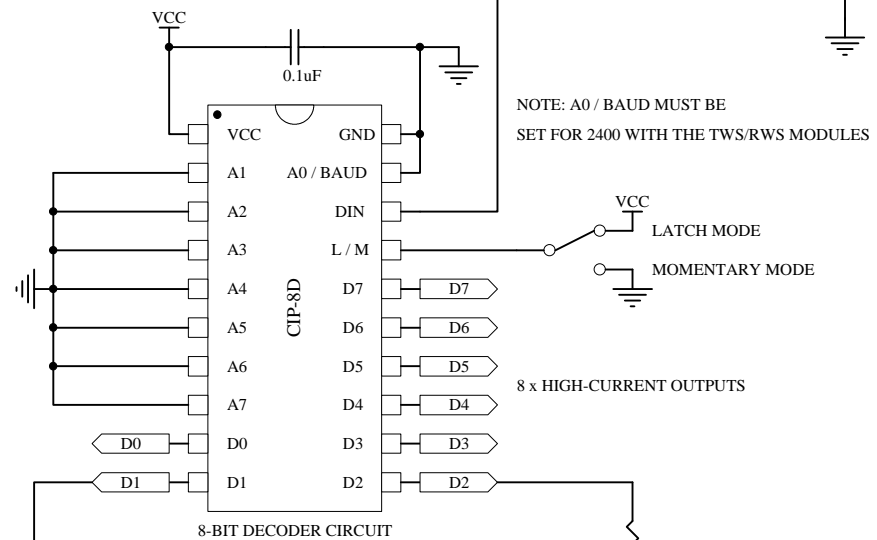 VCC
0.1uF
NOTE: A0 / BAUD MUST BE
SET FOR 2400 WITH THE TWS/RWS MODULES
VCC GND
A1 A0 / BAUD
A2 DIN
VCC
LATCH MODE
A3 L / M
MOMENTARY MODE
A4 D7 D7
CIP-8D
A5 D6 D6
A6 D5 D5
8 x HIGH-CURRENT OUTPUTS
A7 D4 D4
D0 D0 D3 D3
D1 D1 D2 D2
8-BIT DECODER CIRCUIT